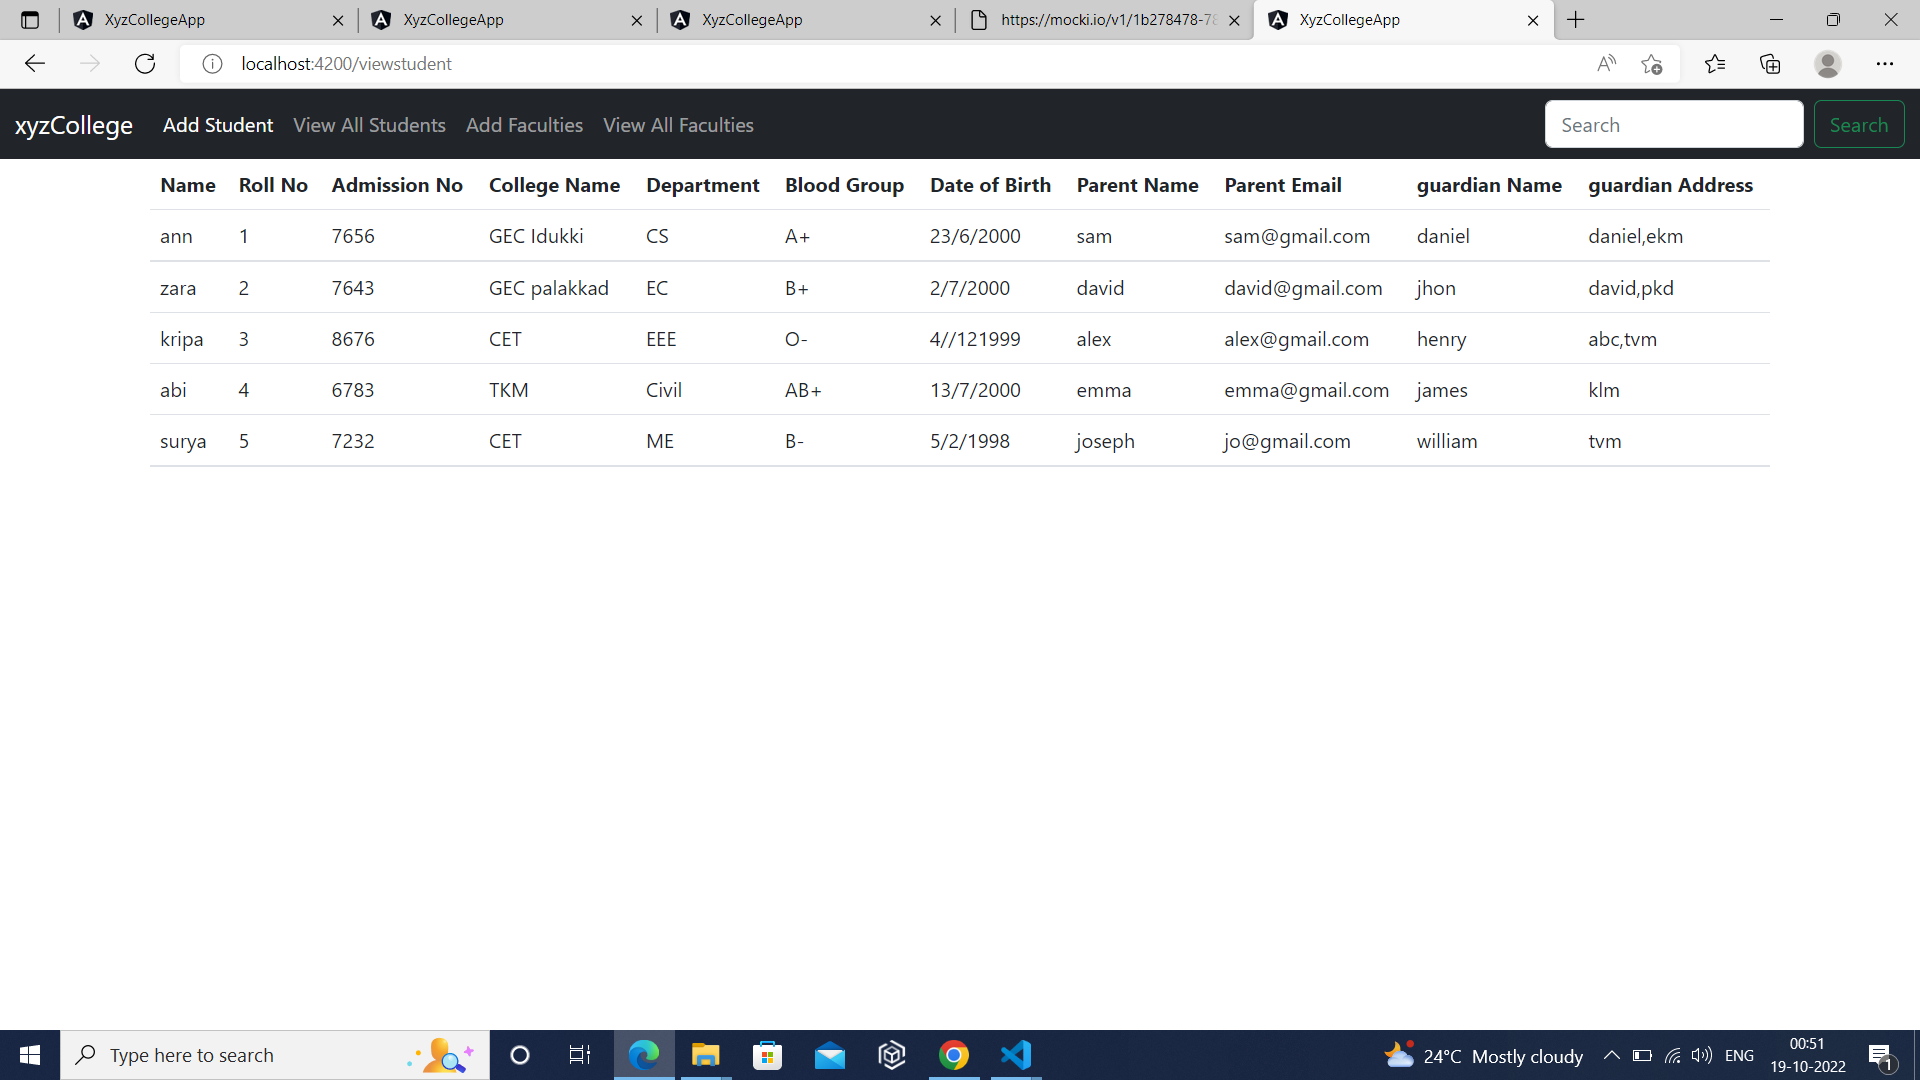 XyzCollegeApp XyzCollegeApp XyzCollegeApp https://mocki.io/v1/1b278478-78 XyzCollegeApp
localhost:4200/viewstudent
xyzCollege Add Student View All Students Add Faculties View All Faculties Search Search
Name Roll No Admission No College Name Department Blood Group Date of Birth Parent Name Parent Email guardian Name guardian Address
ann 1 7656 GEC Idukki CS A+ 23/6/2000 sam sam@gmail.com daniel daniel,ekm
zara 2 7643 GEC palakkad EC B+ 2/7/2000 david david@gmail.com jhon david,pkd
kripa 3 8676 CET EEE O- 4//121999 alex alex@gmail.com henry abc,tvm
abi 4 6783 TKM Civil AB+ 13/7/2000 emma emma@gmail.com james klm
surya 5 7232 CET ME B- 5/2/1998 joseph jo@gmail.com william tvm
Type here to search 24°C Mostly cloudy ENG 00:51
19-10-2022 1